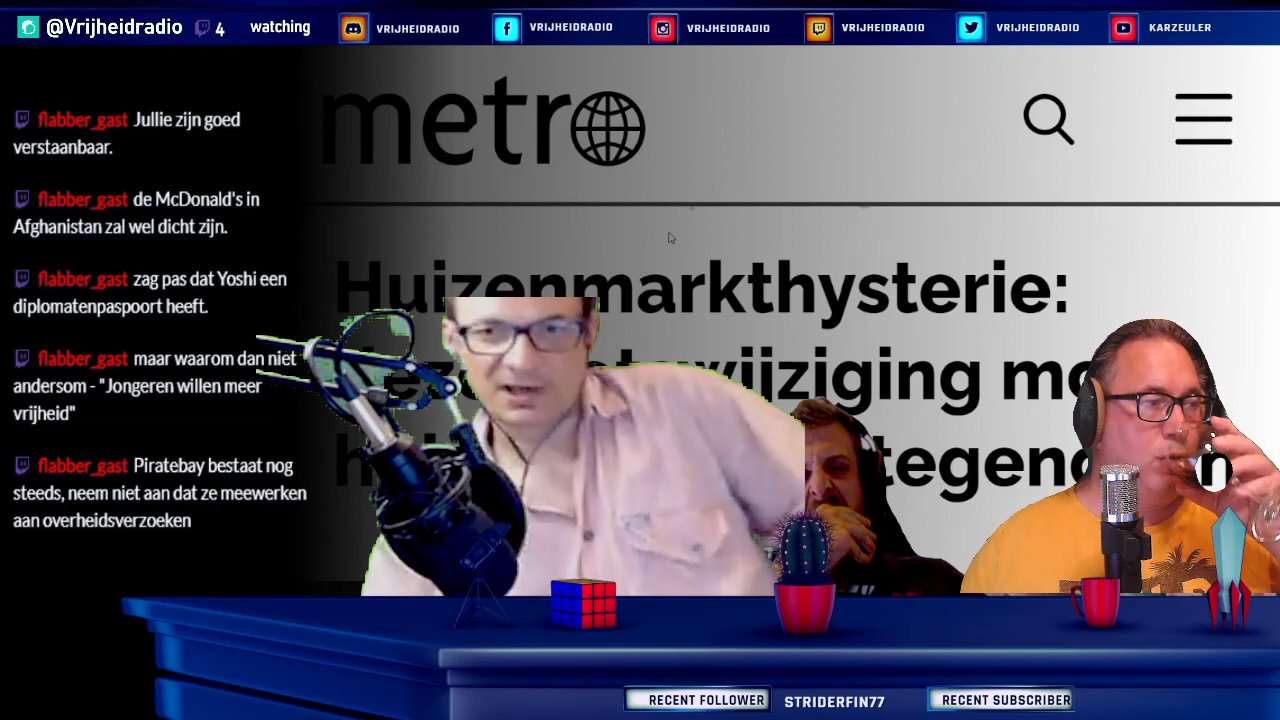 @Vrijheidradio 4 watching VRIJHEIDRADIO VRIJHEIDRADIO VRIJHEIDRADIO VRIJHEIDRADIO VRIJHEIDRADIO KARZEULER
metro
flabber_gast Jullie zijn goed
verstaanbaar.
flabber_gast de McDonald's in
Afghanistan zal wel dicht zijn.
flabber_gast zag pas dat Yoshi een
diplomatenpaspoort heeft.
flabber_gast maar waarom dan niet
andersom - "Jongeren willen meer
vrijheid"
flabber_gast Piratebay bestaat nog
steeds, neem niet aan dat ze meewerken
aan overheidsverzoeken
Huizenmarkthysterie:
RECENT FOLLOWER STRIDERFIN77 RECENT SUBSCRIBER